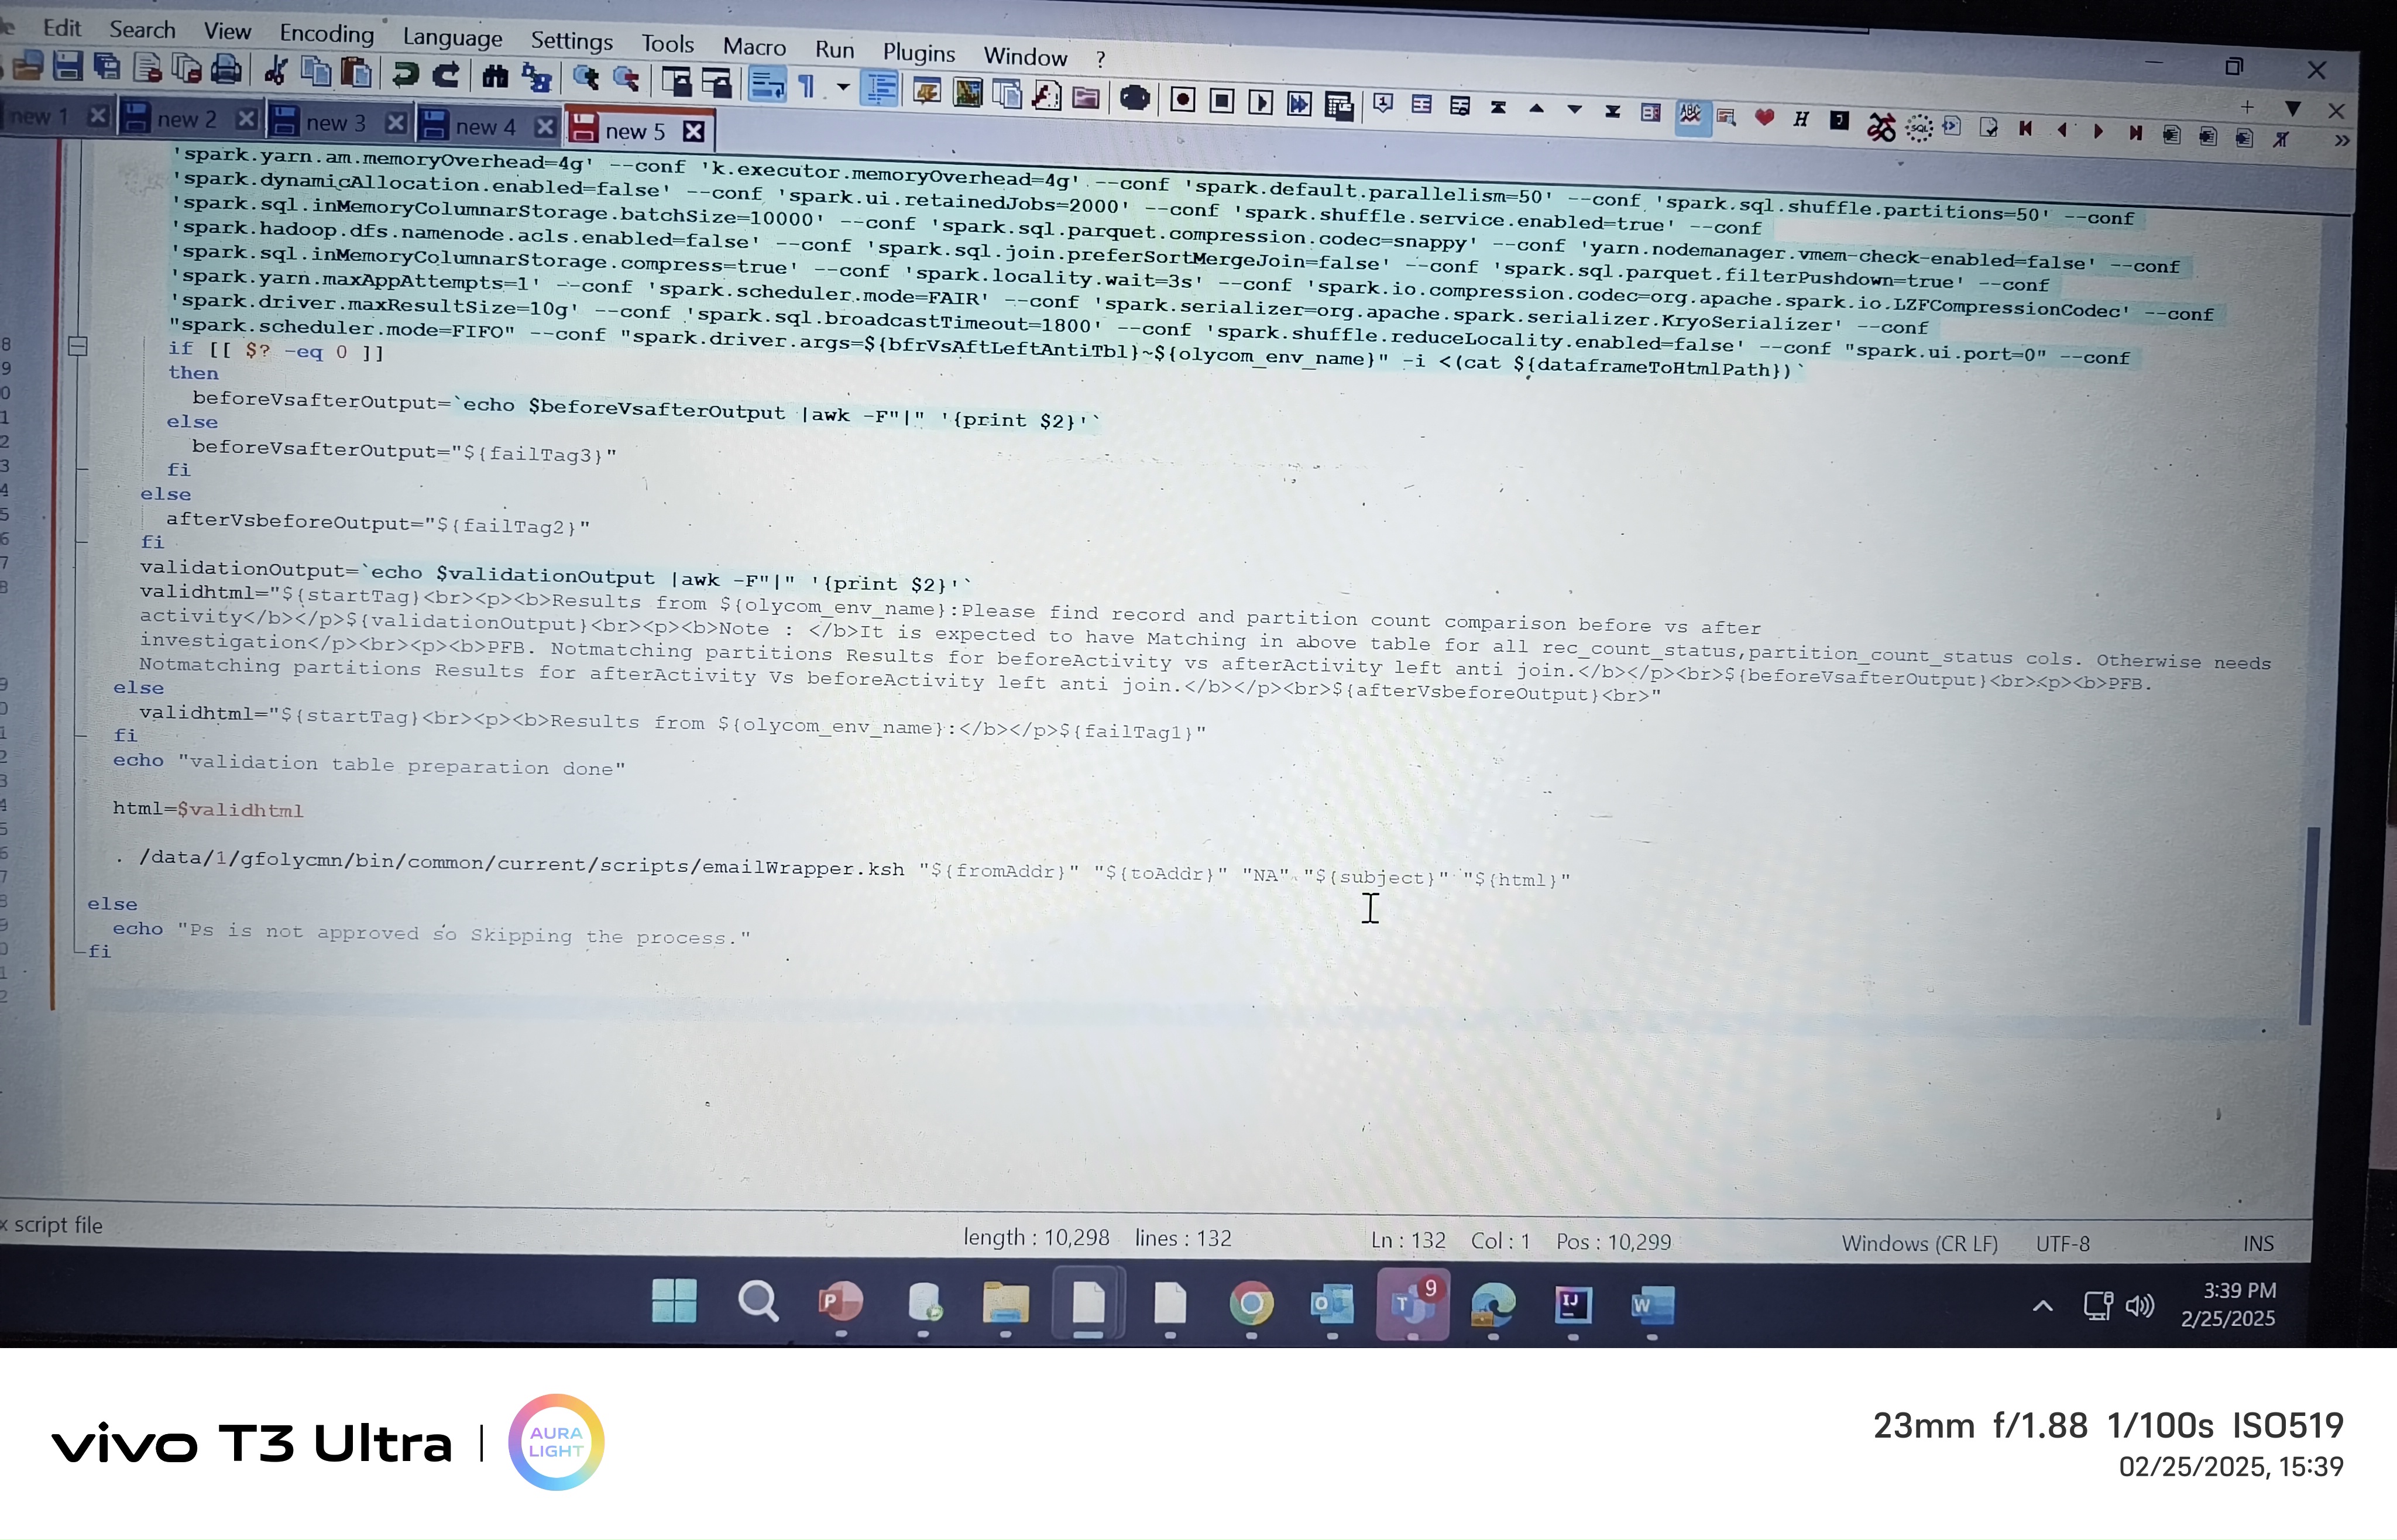 Edit Search View Encoding Language Settings Tools Macro Run Plugins Window ?
new 1 new 2 new 3 new 4 new 5
'spark.yarn.am.memoryOverhead=4g' --conf 'k.executor.memoryOverhead=4g' --conf 'spark.default.parallelism=50' --conf 'spark.sql.shuffle.partitions=50' --conf
'spark.dynamicAllocation.enabled=false' --conf 'spark.ui.retainedJobs=2000' --conf 'spark.shuffle.service.enabled=true' --conf
'spark.sql.inMemoryColumnarStorage.batchSize=10000' --conf 'spark.sql.parquet.compression.codec=snappy' --conf 'yarn.nodemanager.vmem-check-enabled=false' --conf
'spark.hadoop.dfs.namenode.acls.enabled=false' --conf 'spark.sql.join.preferSortMergeJoin=false' --conf 'spark.sql.parquet.filterPushdown=true' --conf
'spark.sql.inMemoryColumnarStorage.compress=true' --conf 'spark.locality.wait=3s' --conf 'spark.io.compression.codec=org.apache.spark.io.LZFCompressionCodec' --conf
'spark.yarn.maxAppAttempts=1' --conf 'spark.scheduler.mode=FAIR' --conf 'spark.serializer=org.apache.spark.serializer.KryoSerializer' --conf
'spark.driver.maxResultSize=10g' --conf 'spark.sql.broadcastTimeout=1800' --conf 'spark.shuffle.reduceLocality.enabled=false' --conf "spark.ui.port=0" --conf
"spark.scheduler.mode=FIFO" --conf "spark.driver.args=${bfrVsAftLeftAntiTbl}~${olycom_env_name}" -i <(cat ${dataframeToHtmlPath})`
if [[ $? -eq 0 ]]
then
beforeVsafterOutput=`echo $beforeVsafterOutput |awk -F"|" '{print $2}'`
else
beforeVsafterOutput="${failTag3}"
fi
else
afterVsbeforeOutput="${failTag2}"
fi
validationOutput=`echo $validationOutput |awk -F"|" '{print $2}'`
validhtml="${startTag}<br><p><b>Results from ${olycom_env_name}:Please find record and partition count comparison before vs after
activity</b></p>${validationOutput}<br><p><b>Note : </b>It is expected to have Matching in above table for all rec_count_status,partition_count_status cols. Otherwise needs
investigation</p><br><p><b>PFB. Notmatching partitions Results for beforeActivity vs afterActivity left anti join.</b></p><br>${beforeVsafterOutput}<br><p><b>PFB.
Notmatching partitions Results for afterActivity Vs beforeActivity left anti join.</b></p><br>${afterVsbeforeOutput}<br>"
else
validhtml="${startTag}<br><p><b>Results from ${olycom_env_name}:</b></p>${failTag1}"
fi
echo "validation table preparation done"
html=$validhtml
. /data/1/gfolycmn/bin/common/current/scripts/emailWrapper.ksh "${fromAddr}" "${toAddr}" "NA" "${subject}" "${html}"
else
echo "Ps is not approved so Skipping the process."
fi
script file length : 10,298 lines : 132 Ln : 132 Col : 1 Pos : 10,299 Windows (CR LF) UTF-8 INS
9
3:39 PM
2/25/2025
vivo T3 Ultra | AURA LIGHT
23mm f/1.88 1/100s ISO519
02/25/2025, 15:39